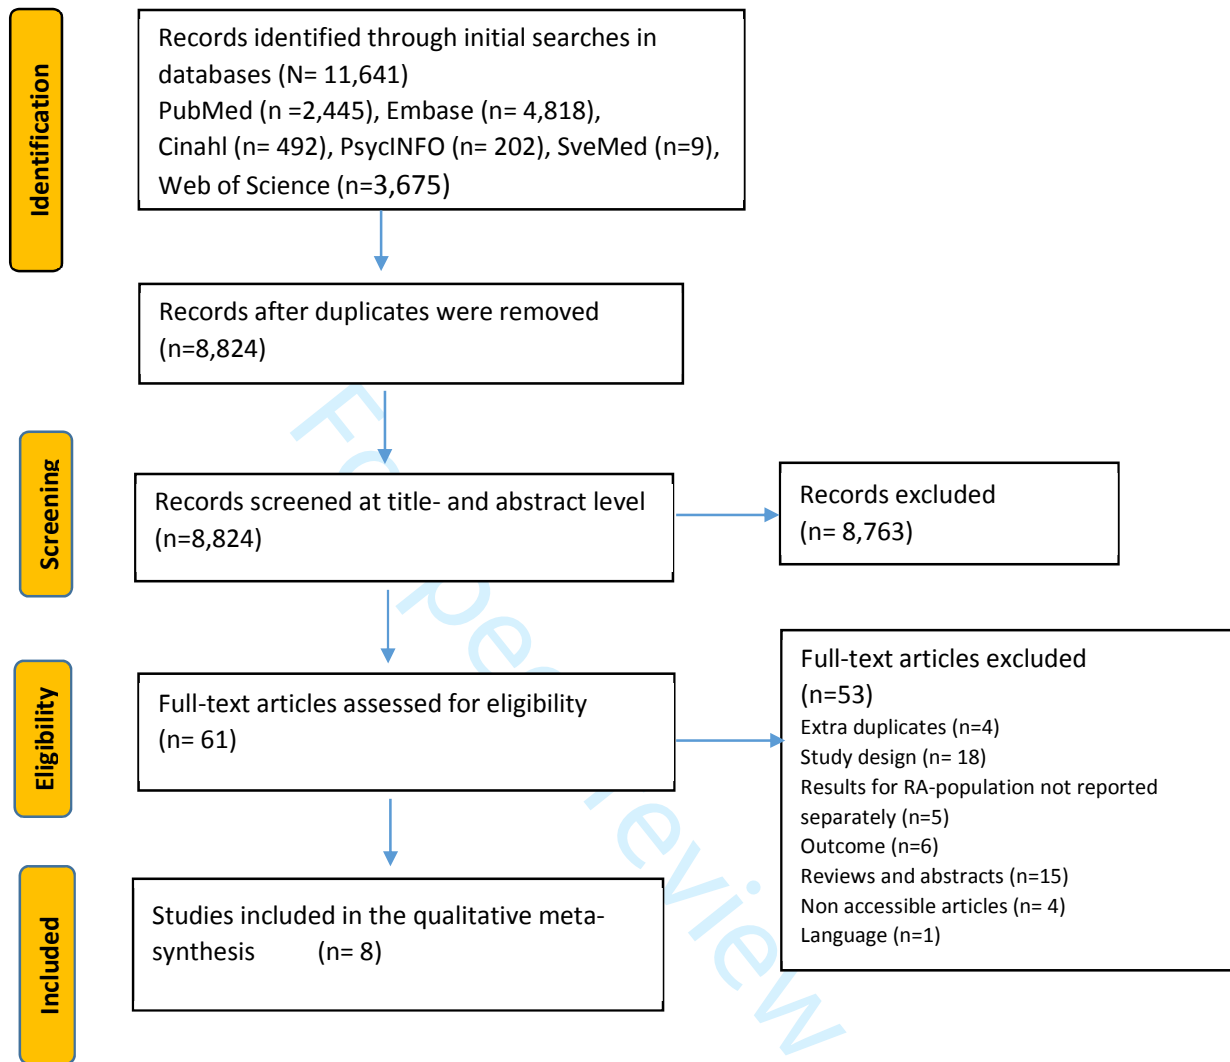 Identification
Records identified through initial searches in
databases (N= 11,641)
PubMed (n =2,445), Embase (n= 4,818),
Cinahl (n= 492), PsycINFO (n= 202), SveMed (n=9),
Web of Science (n=3,675)
Records after duplicates were removed
(n=8,824)
Screening
Records screened at title- and abstract level
(n=8,824)
Records excluded
(n= 8,763)
Eligibility
Full-text articles assessed for eligibility
(n= 61)
Full-text articles excluded
(n=53)
Extra duplicates (n=4)
Study design (n= 18)
Results for RA-population not reported
separately (n=5)
Outcome (n=6)
Reviews and abstracts (n=15)
Non accessible articles (n= 4)
Language (n=1)
Included
Studies included in the qualitative meta-
synthesis (n= 8)
review